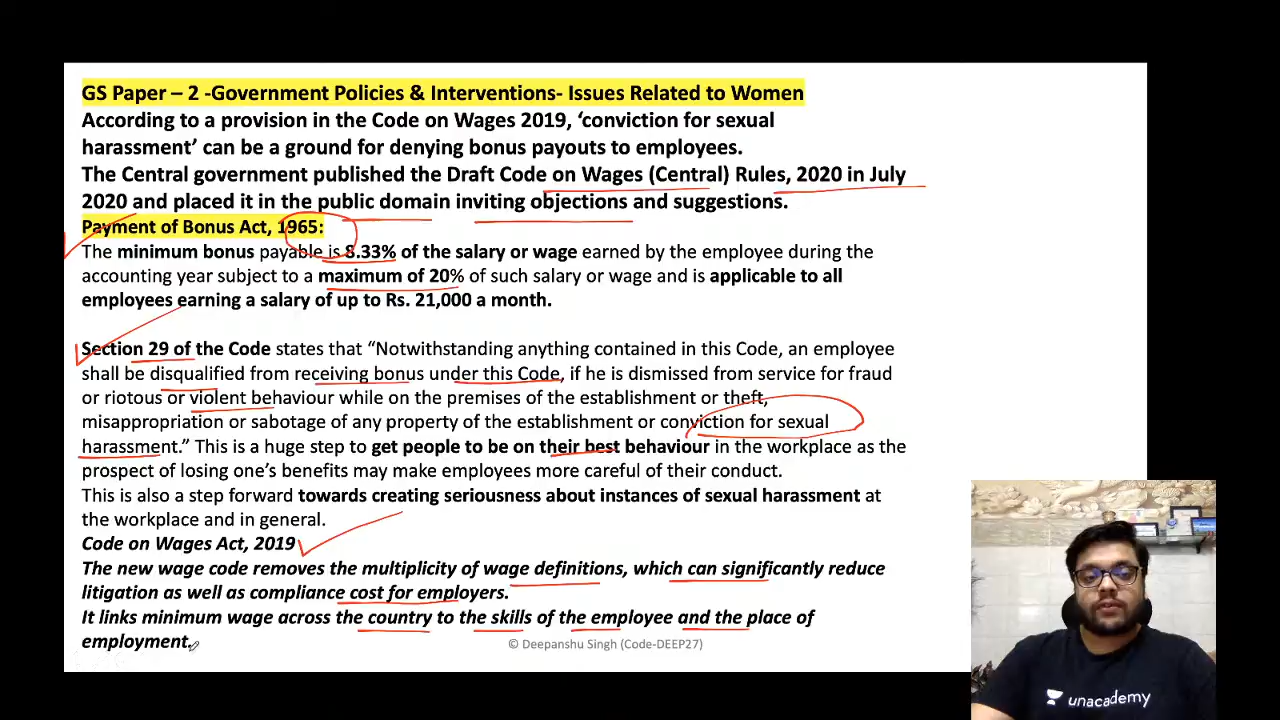 GS Paper – 2 -Government Policies & Interventions- Issues Related to Women
According to a provision in the Code on Wages 2019, ‘conviction for sexual
harassment’ can be a ground for denying bonus payouts to employees.
The Central government published the Draft Code on Wages (Central) Rules, 2020 in July
2020 and placed it in the public domain inviting objections and suggestions.
Payment of Bonus Act, 1965:
The minimum bonus payable is 8.33% of the salary or wage earned by the employee during the
accounting year subject to a maximum of 20% of such salary or wage and is applicable to all
employees earning a salary of up to Rs. 21,000 a month.
Section 29 of the Code states that “Notwithstanding anything contained in this Code, an employee
shall be disqualified from receiving bonus under this Code, if he is dismissed from service for fraud
or riotous or violent behaviour while on the premises of the establishment or theft,
misappropriation or sabotage of any property of the establishment or conviction for sexual
harassment.” This is a huge step to get people to be on their best behaviour in the workplace as the
prospect of losing one’s benefits may make employees more careful of their conduct.
This is also a step forward towards creating seriousness about instances of sexual harassment at
the workplace and in general.
Code on Wages Act, 2019
The new wage code removes the multiplicity of wage definitions, which can significantly reduce
litigation as well as compliance cost for employers.
It links minimum wage across the country to the skills of the employee and the place of
employment.
© Deepanshu Singh (Code-DEEP27)
unacademy